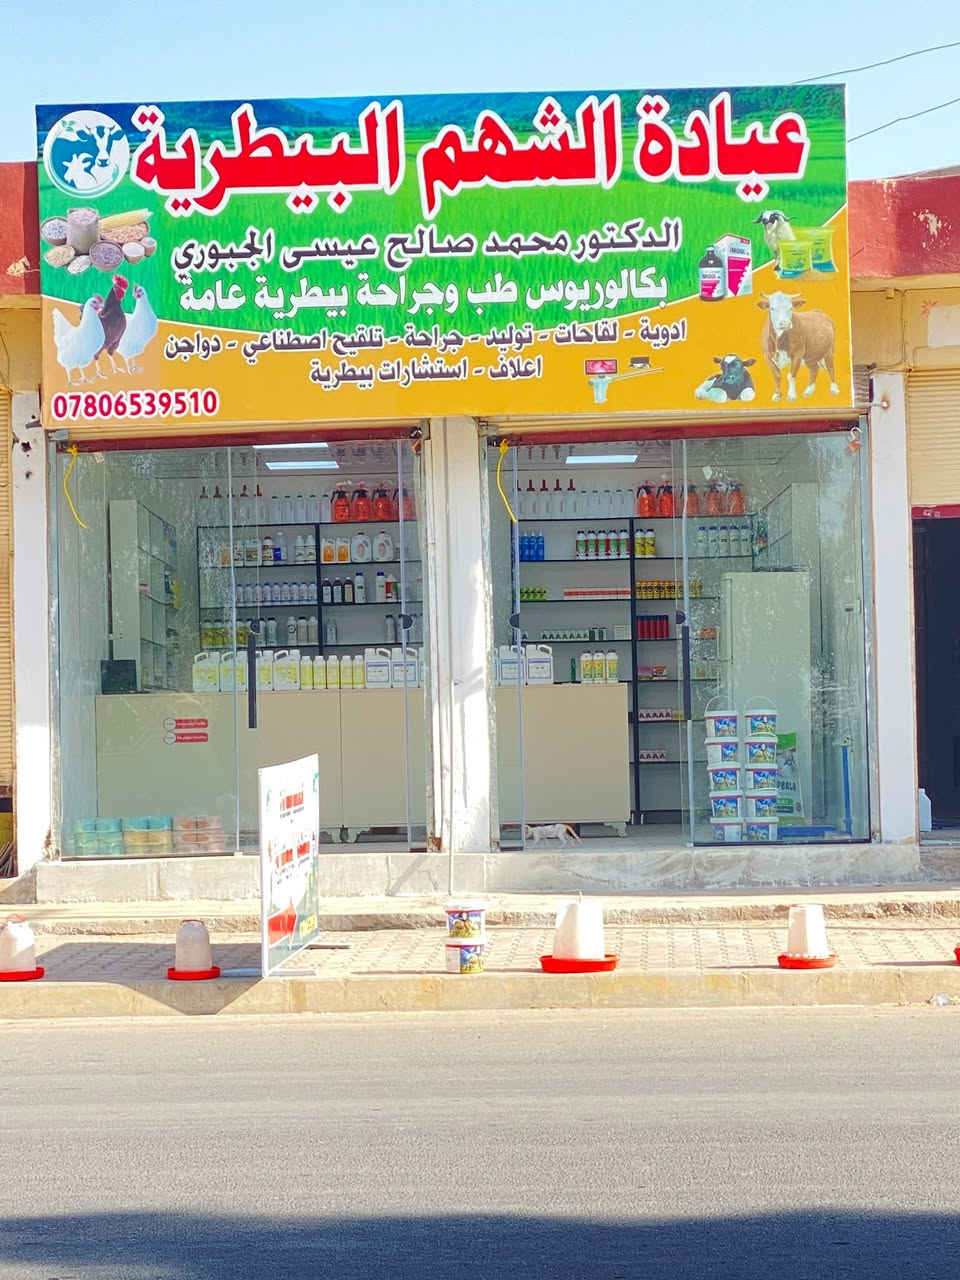 عيادة الشهم البيطرية
الدكتور محمد صالح عيسى الجبوري
بكالوريوس طب وجراحة بيطرية عامة
ادوية - لقاحات - توليد - جراحة - تلقيح اصطناعي - دواجن
اعلاف - استشارات بيطرية
07806539510